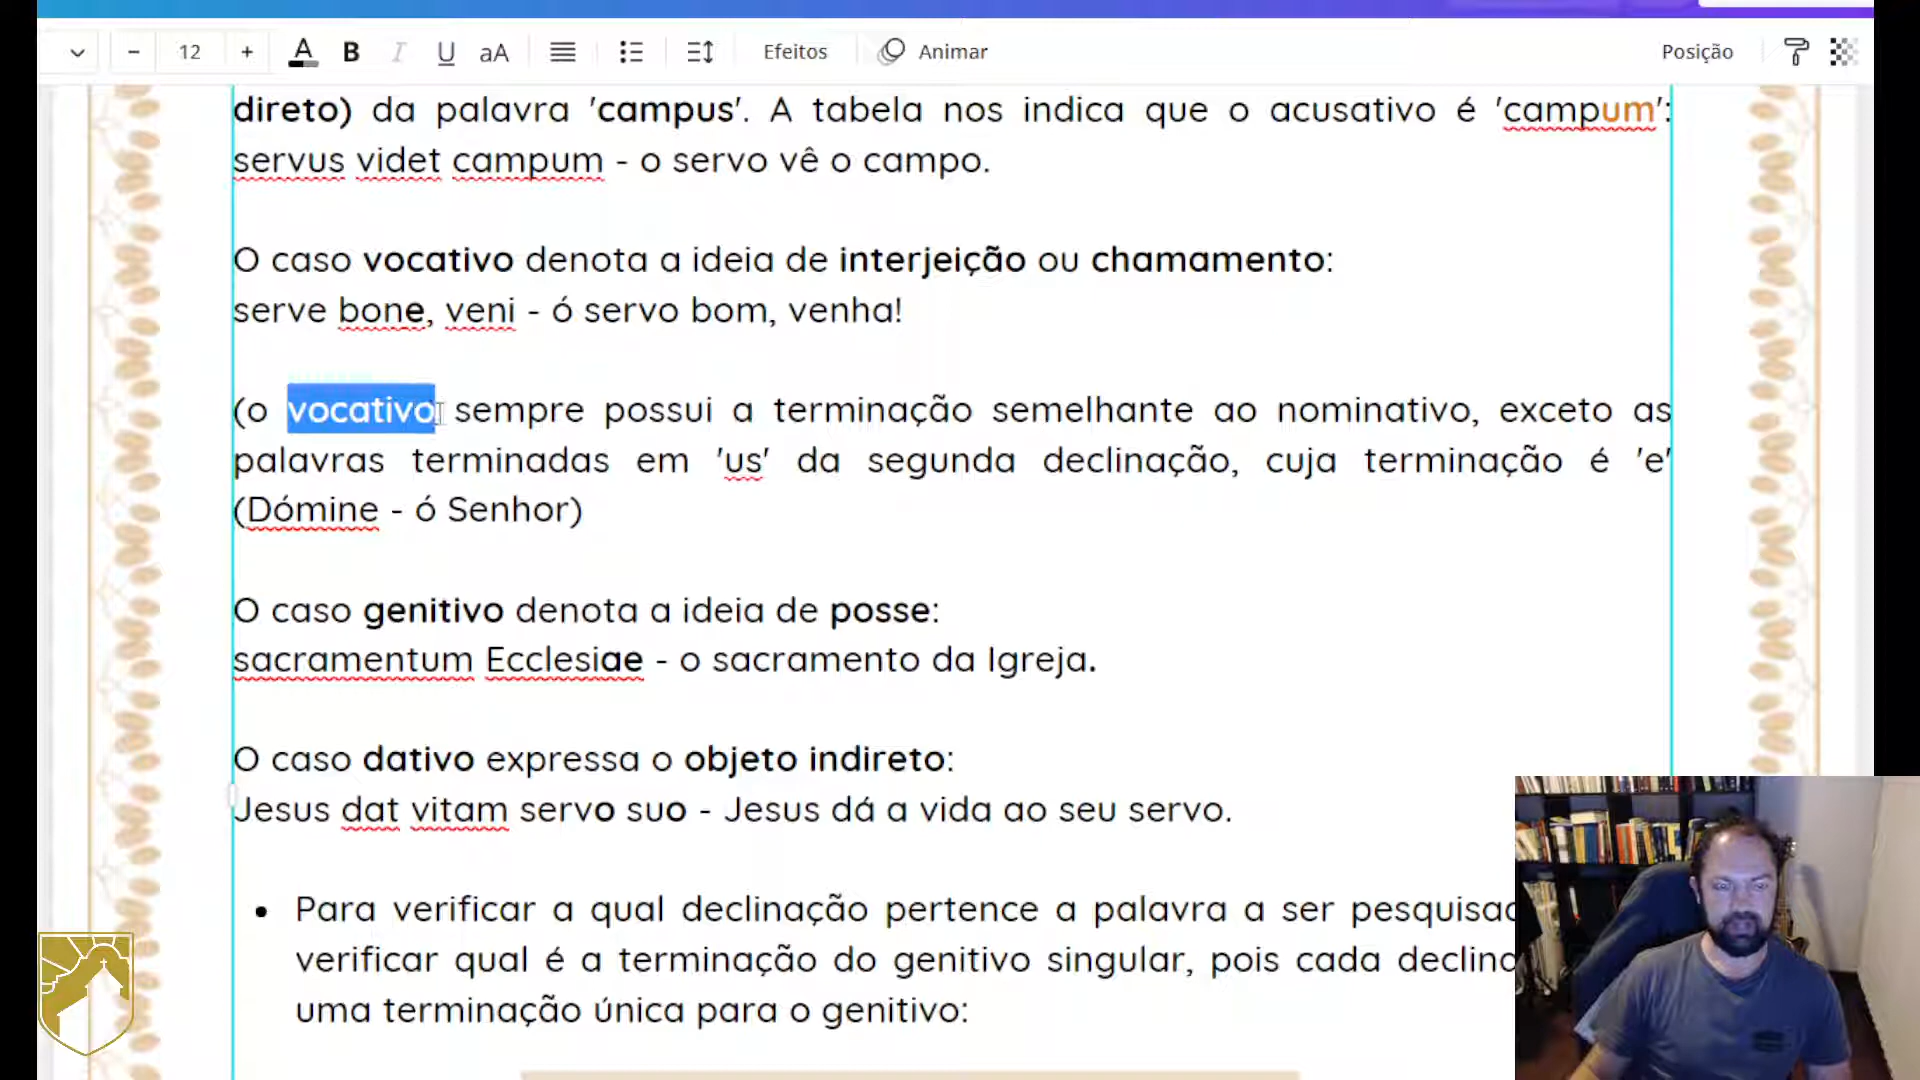 12
A B I U aA Efeitos Animar Posição
direto) da palavra 'campus'. A tabela nos indica que o acusativo é 'campum':
servus videt campum - o servo vê o campo.
O caso vocativo denota a ideia de interjeição ou chamamento:
serve bone, veni - ó servo bom, venha!
(o vocativo sempre possui a terminação semelhante ao nominativo, exceto as
palavras terminadas em 'us' da segunda declinação, cuja terminação é 'e'
(Dómine - ó Senhor)
O caso genitivo denota a ideia de posse:
sacramentum Ecclesiae - o sacramento da Igreja.
O caso dativo expressa o objeto indireto:
Jesus dat vitam servo suo - Jesus dá a vida ao seu servo.
• Para verificar a qual declinação pertence a palavra a ser
verificar qual é a terminação do genitivo singular, pois cada
uma terminação única para o genitivo: